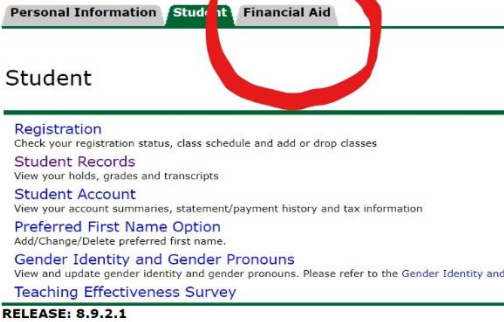 Personal Information Student Financial Aid
Student
Registration
Check your registration status, class schedule and add or drop classes
Student Records
View your holds, grades and transcripts
Student Account
View your account summaries, statement/payment history and tax information
Preferred First Name Option
Add/Change/Delete preferred first name.
Gender Identity and Gender Pronouns
View and update gender identity and gender pronouns. Please refer to the Gender Identity and
Teaching Effectiveness Survey
RELEASE: 8.9.2.1